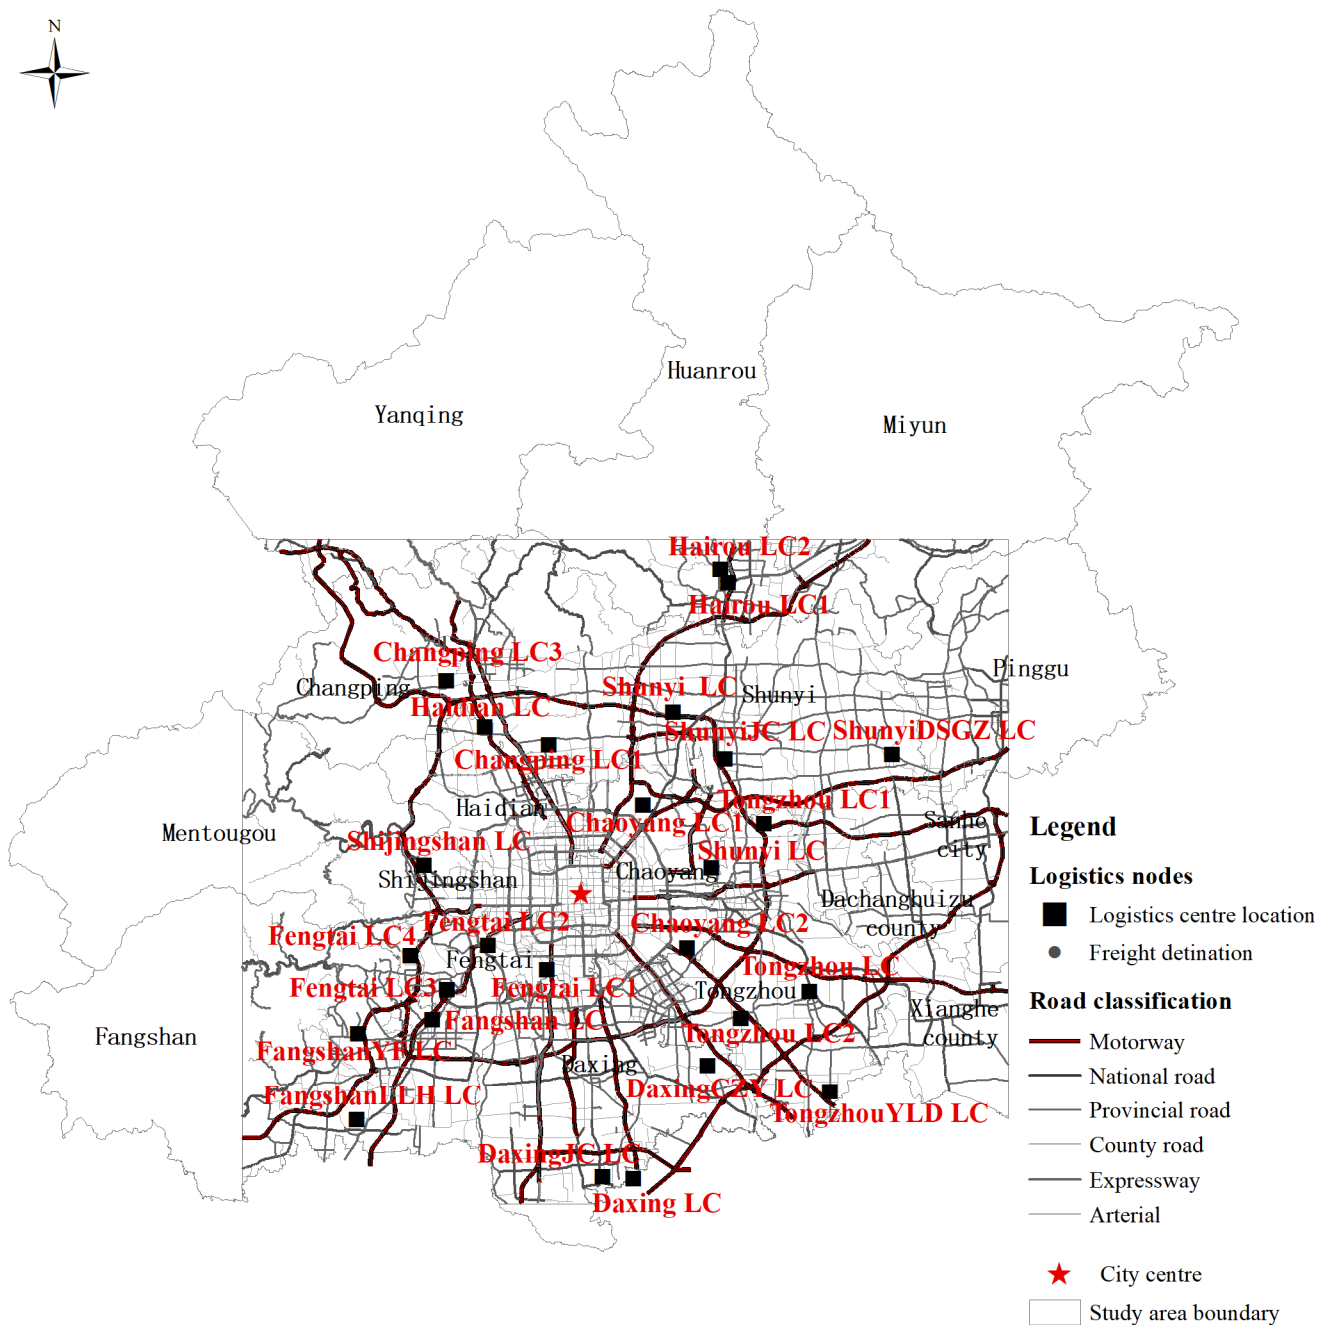 N
Huanrou
Yanqing
Miyun
Hairou LC2
Hairou LC1
Changping LC3
Pinggu
Changping
Shunyi LC
Shunyi
Haidian LC
ShunyiJC LC
ShunyiDSGZ LC
Changping LC1
Tongzhou LC1
Haidian
Chaoyang LC1
Sanhe
city
Mentougou
Shijingshan LC
Shunyi LC
Chaoyang
Shijingshan
Dachanghuizu
county
Fengtai LC2
Chaoyang LC2
Fengtai LC4
Fengtai
Tongzhou LC
Fengtai LC3
Fengtai LC1
Tongzhou
Xianghe
county
Fangshan LC
Tongzhou LC2
Fangshan
FangshanYF LC
Daxing
DaxingCZY LC
FangshanLLH LC
TongzhouYLD LC
DaxingJC LC
Daxing LC
Legend
Logistics nodes
Logistics centre location
Freight detination
Road classification
Motorway
National road
Provincial road
County road
Expressway
Arterial
City centre
Study area boundary